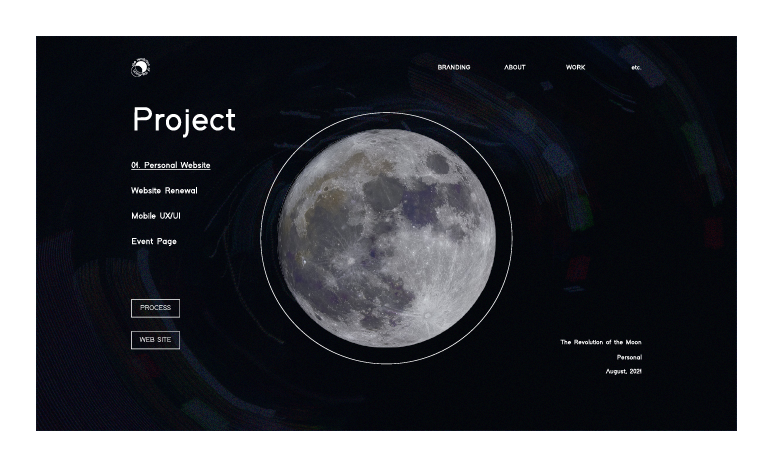 BRANDING ABOUT WORK etc.
Project
01. Personal Website
Website Renewal
Mobile UX/UI
Event Page
PROCESS
WEB SITE
The Revolution of the Moon
Personal
August, 2021